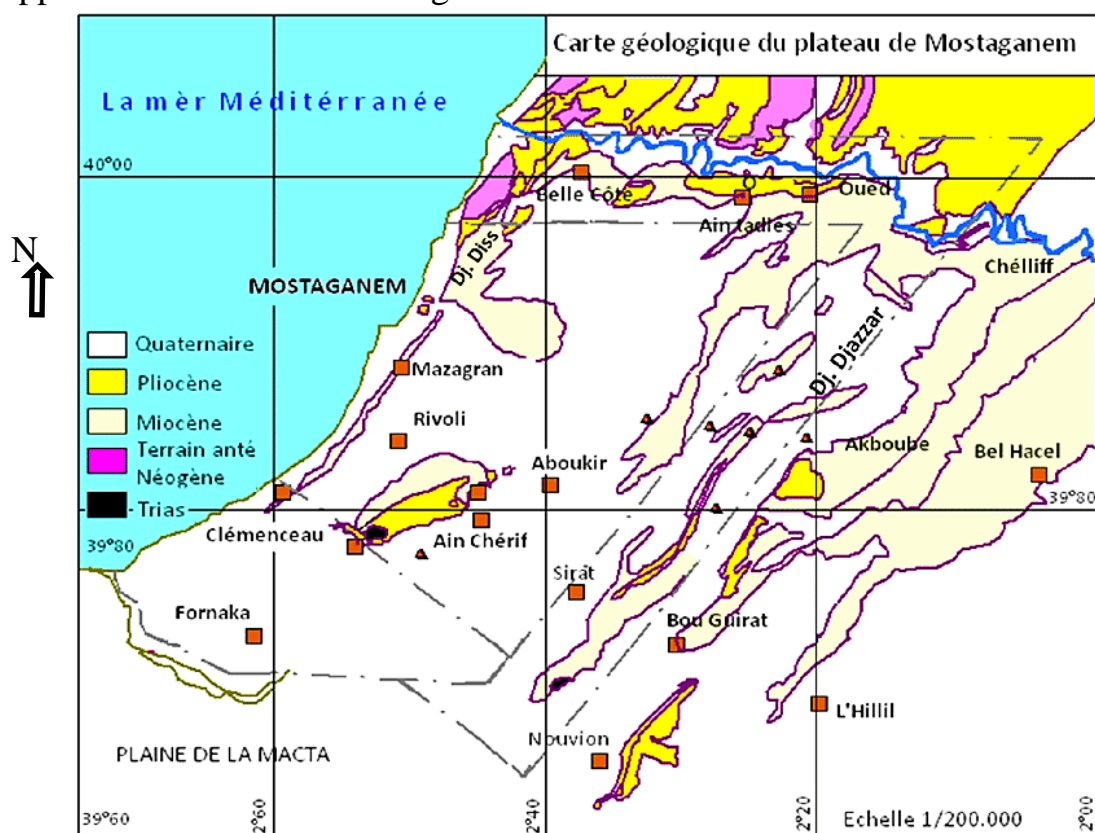 Carte géologique du plateau de Mostaganem
La mèr Méditérranée
40°00
Belle Côté
Oued
Ain tadles
N
Dj. Diss
Chélliff
MOSTAGANEM
Quaternaire
Pliocène
Miocène
Terrain anté
Néogène
Trias
Mazagran
Dj. Djazzar
Rivoli
Akboube
Bel Hacel
Aboukir
39°80
Clémenceau
Ain Chérif
39°80
Sirat
Fornaka
Bou Guirat
L'Hillil
Nouvion
PLAINE DE LA MACTA
39°60
2°60
2°40
2°20
Echelle 1/200.000
2°00